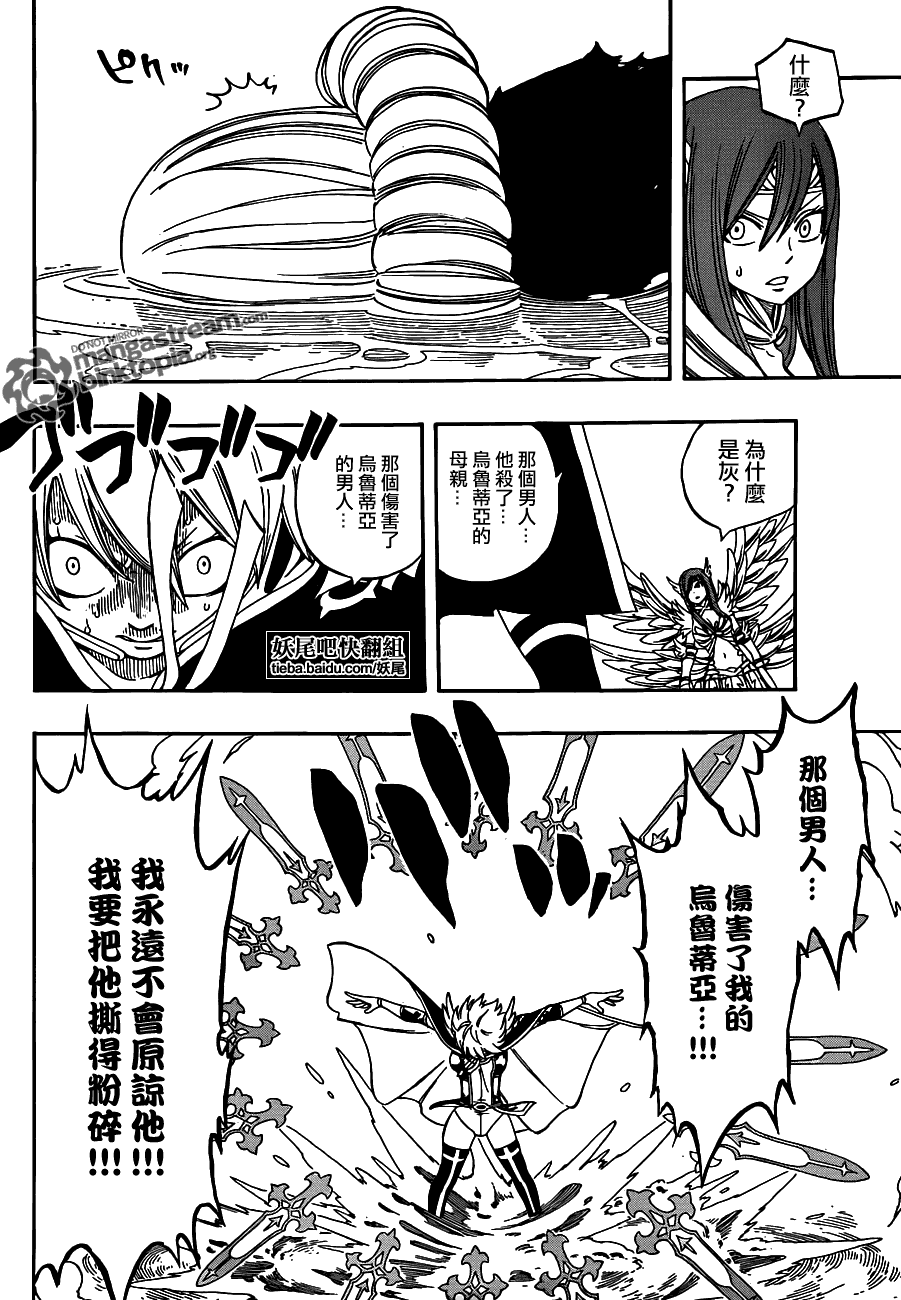 什麼？
ピクッ
DO NOT MIRROR
mangastream.com
pinktopia.org
為什麼
是灰？
那個男人…
他殺了…
烏魯蒂亞的
母親…
那個傷害了
烏魯蒂亞
的男人…
ゴゴゴゴ
妖尾吧快翻組
tieba.baidu.com/妖尾
那個男人…
傷害了我的
烏魯蒂亞…!!!
我永遠不會原諒他!!!
我要把他撕得粉碎!!!